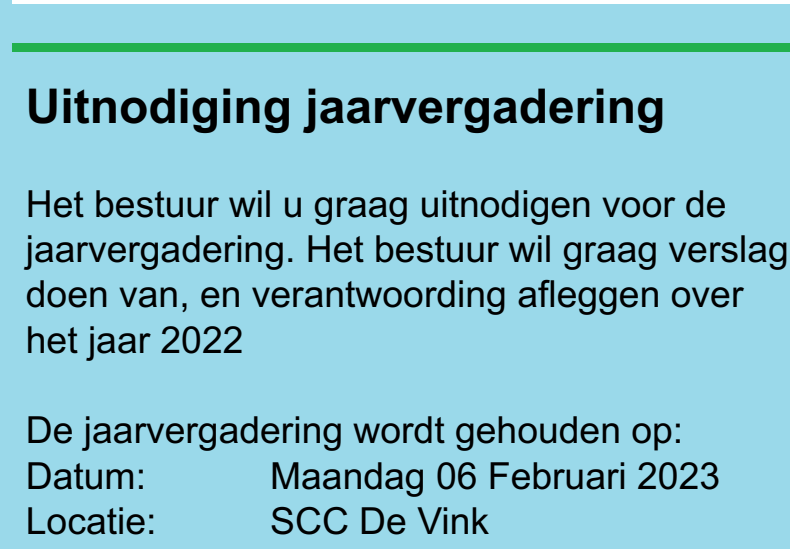 Uitnodiging jaarvergadering
Het bestuur wil u graag uitnodigen voor de
jaarvergadering. Het bestuur wil graag verslag
doen van, en verantwoording afleggen over
het jaar 2022
De jaarvergadering wordt gehouden op:
Datum: Maandag 06 Februari 2023
Locatie: SCC De Vink